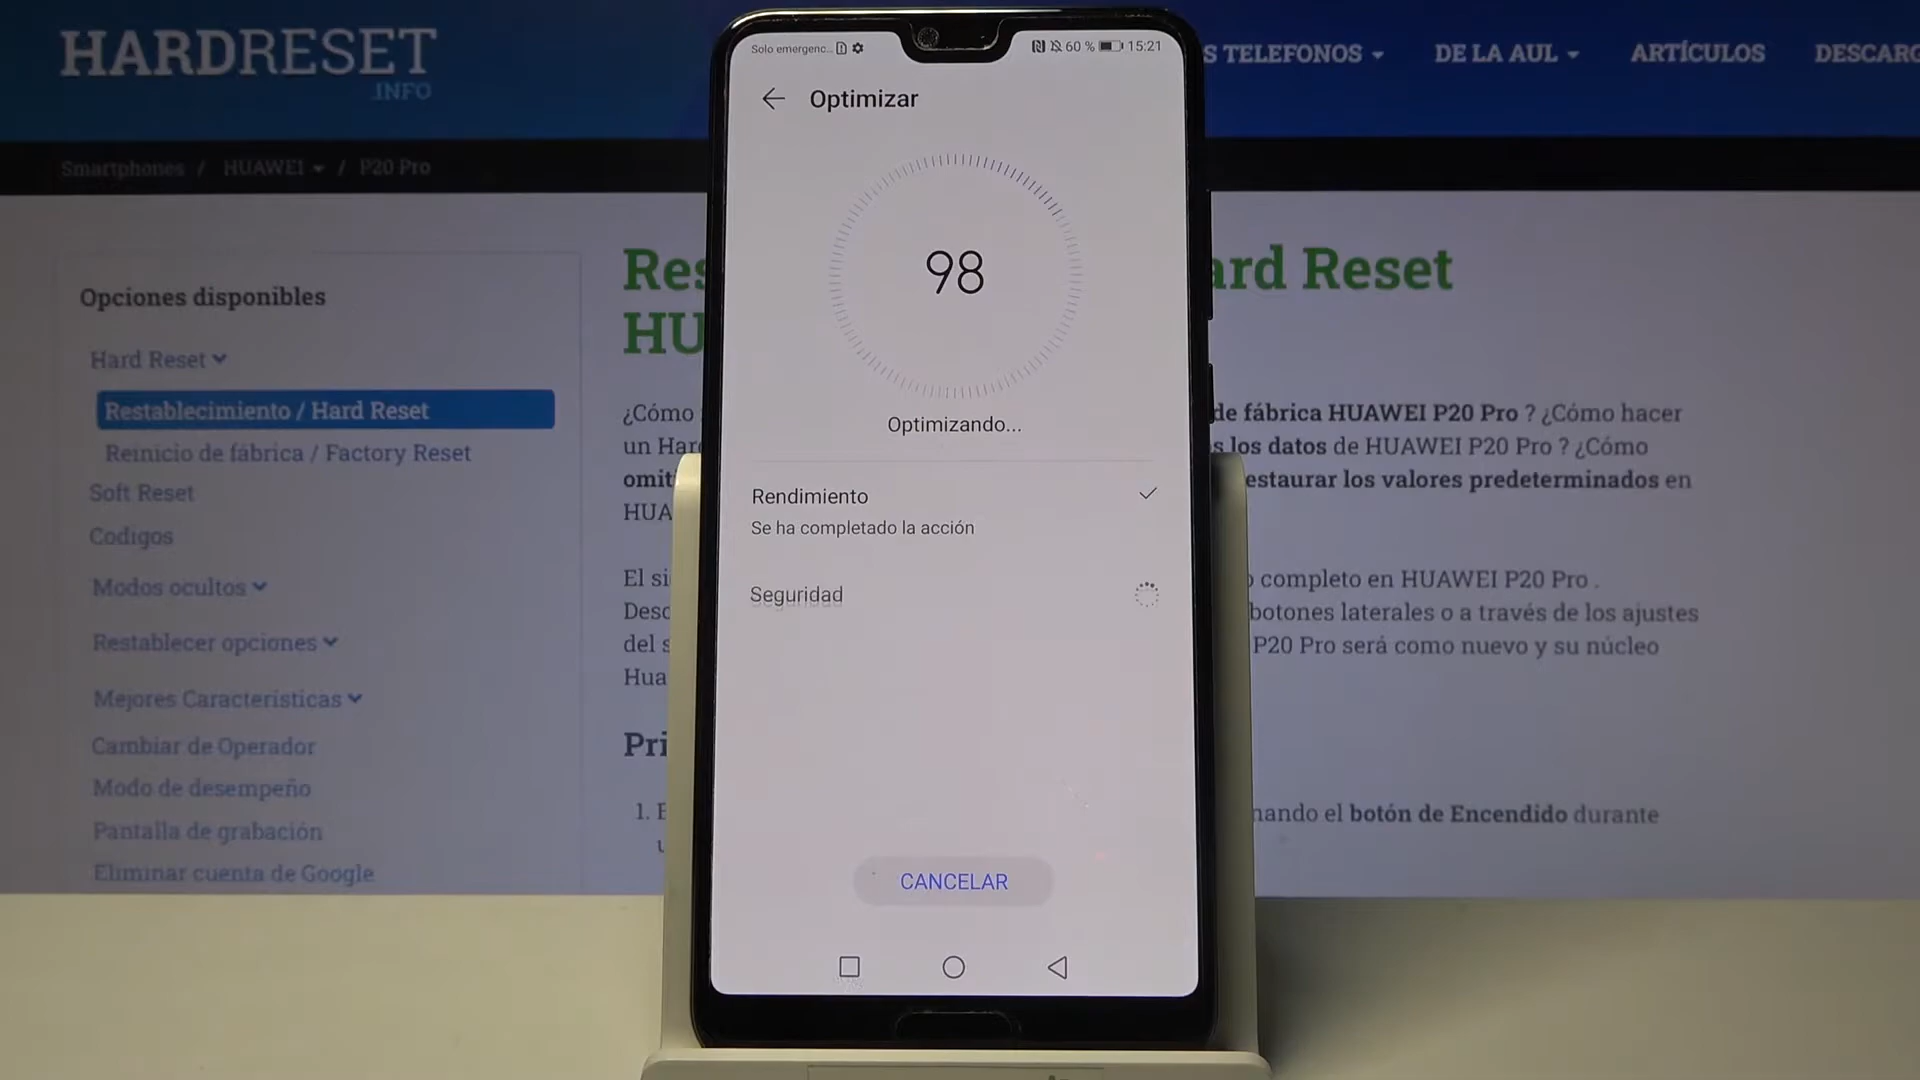 HARDRESET
.INFO
S TELEFONOS
DE LA AUL
ARTÍCULOS
DESCARG
Smartphones / HUAWEI / P20 Pro
Opciones disponibles
Hard Reset
Restablecimiento / Hard Reset
Reinicio de fábrica / Factory Reset
Soft Reset
Codigos
Modos ocultos
Restablecer opciones
Mejores Caracteristicas
Cambiar de Operador
Modo de desempeño
Pantalla de grabación
Eliminar cuenta de Google
Res
ard Reset
HU
¿Cómo
de fábrica HUAWEI P20 Pro ? ¿Cómo hacer
un Har
s los datos de HUAWEI P20 Pro ? ¿Cómo
omit
estaurar los valores predeterminados en
HUA
El si
o completo en HUAWEI P20 Pro .
Desc
botones laterales o a través de los ajustes
del s
P20 Pro será como nuevo y su núcleo
Hua
Pri
1. E
nando el botón de Encendido durante
u
Solo emergenc...
60 % 15:21
Optimizar
98
Optimizando...
Rendimiento
Se ha completado la acción
Seguridad
CANCELAR